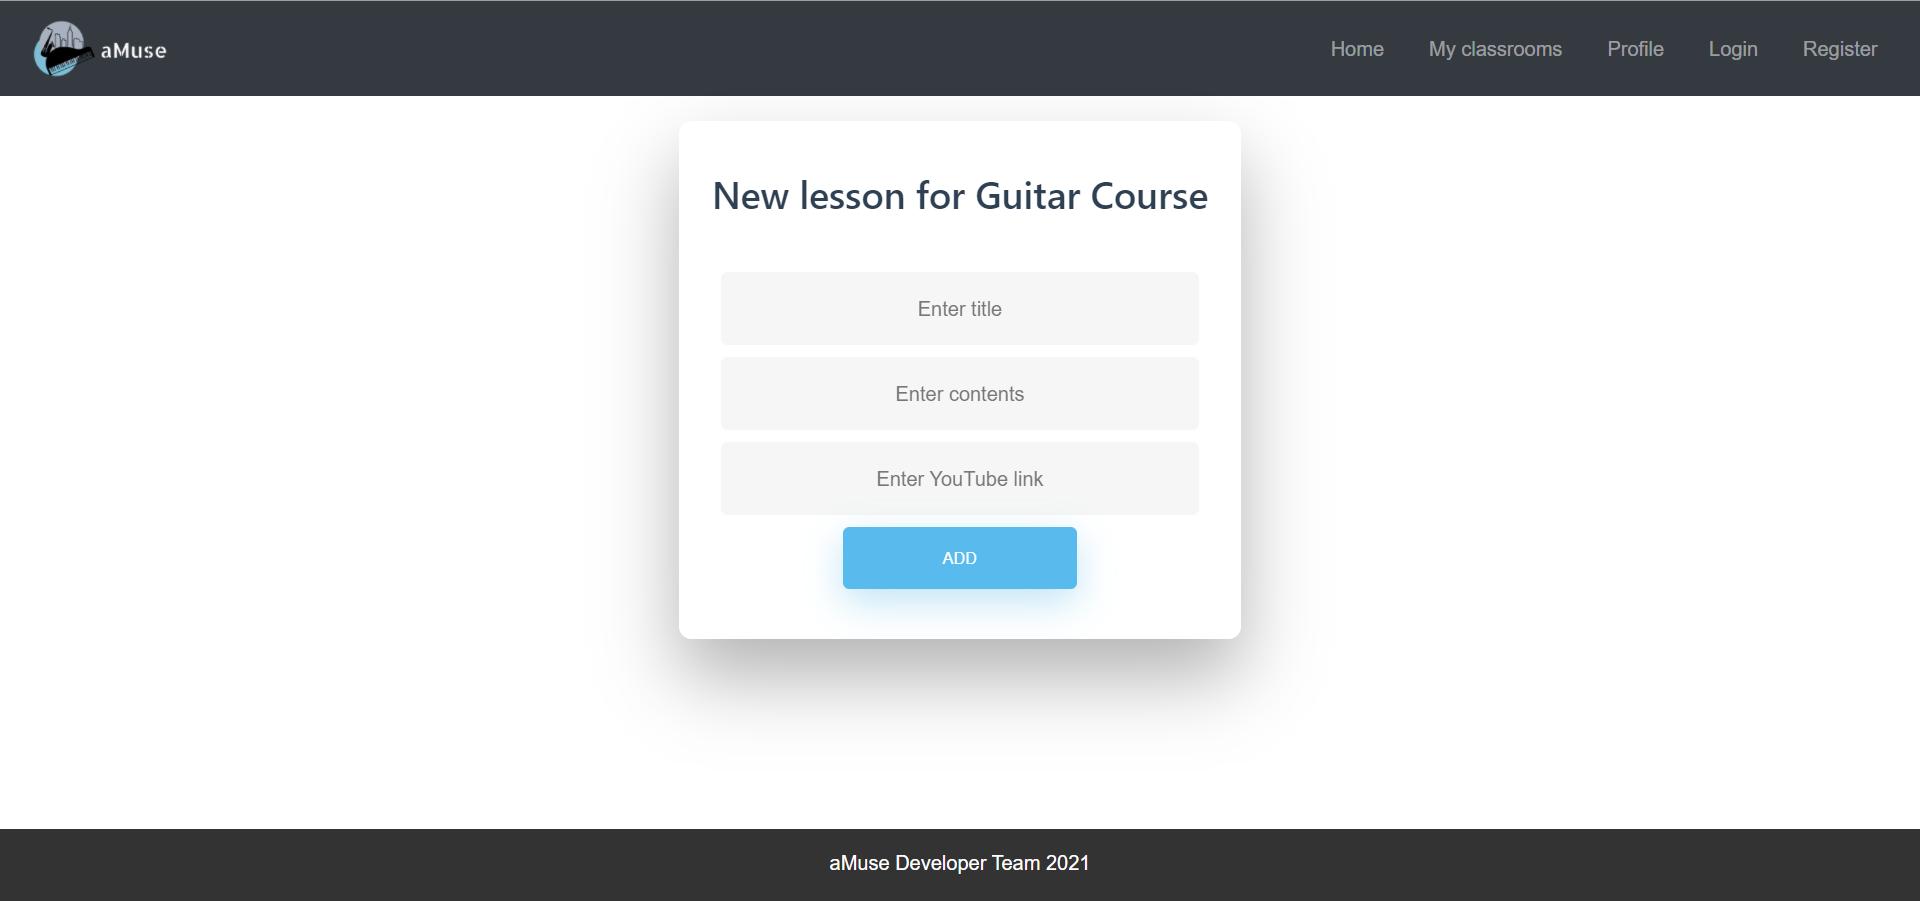 aMuse
Home My classrooms Profile Login Register
New lesson for Guitar Course
Enter title
Enter contents
Enter YouTube link
ADD
aMuse Developer Team 2021